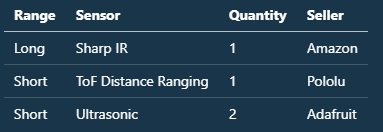 Range Sensor Quantity Seller
Long Sharp IR 1 Amazon
Short ToF Distance Ranging 1 Pololu
Short Ultrasonic 2 Adafruit